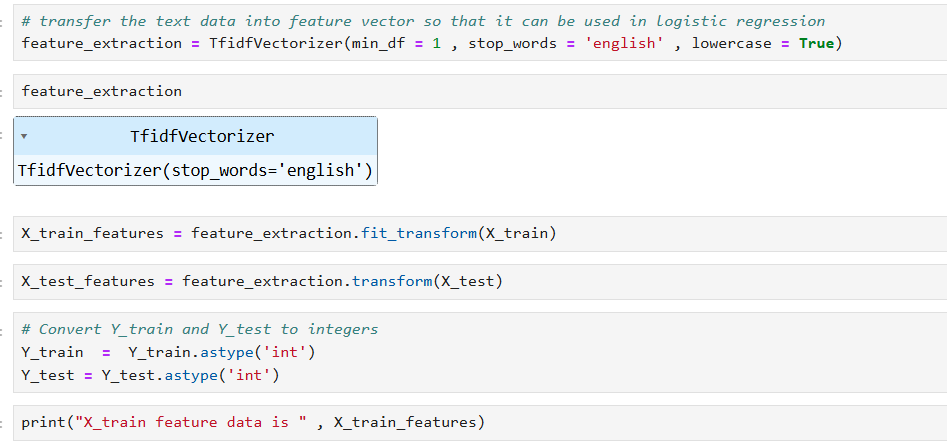 # transfer the text data into feature vector so that it can be used in logistic regression
feature_extraction = TfidfVectorizer(min_df = 1 , stop_words = 'english' , lowercase = True)
feature_extraction
TfidfVectorizer
TfidfVectorizer(stop_words='english')
X_train_features = feature_extraction.fit_transform(X_train)
X_test_features = feature_extraction.transform(X_test)
# Convert Y_train and Y_test to integers
Y_train  =  Y_train.astype('int')
Y_test = Y_test.astype('int')
print("X_train feature data is " , X_train_features)